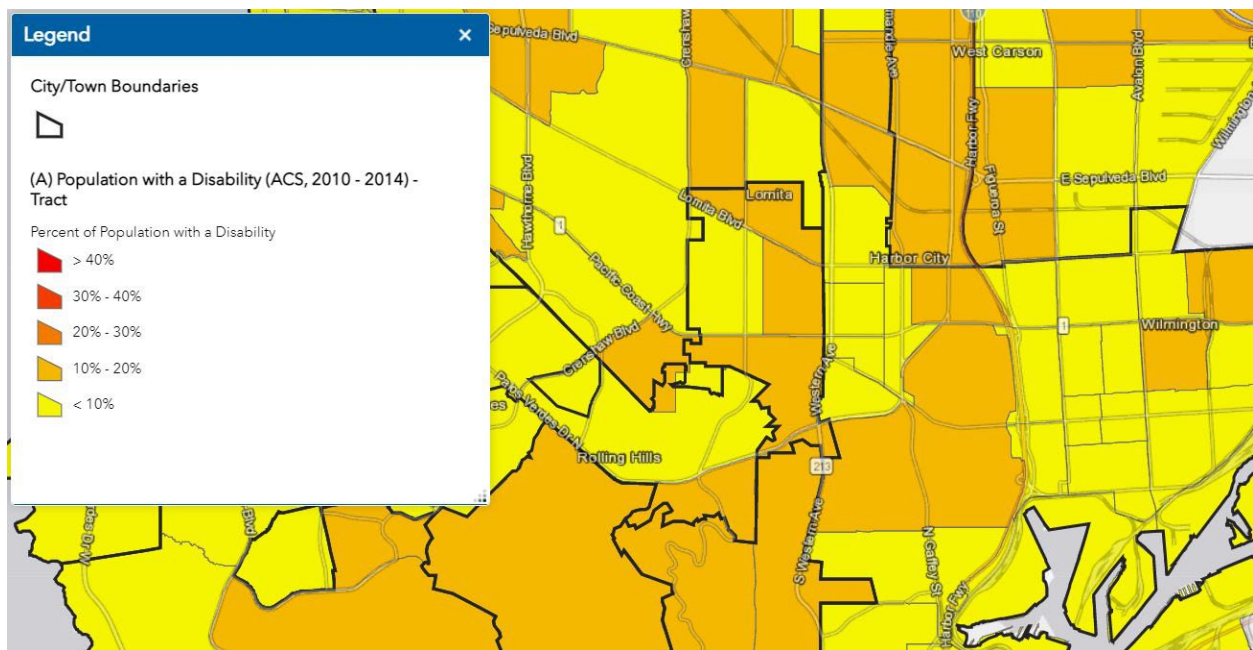 Legend
×
City/Town Boundaries
(A) Population with a Disability (ACS, 2010 - 2014) -
Tract
Percent of Population with a Disability
> 40%
30% - 40%
20% - 30%
10% - 20%
< 10%
Sepulveda Blvd
Crenshaw
110
West Carson
Avalon Blvd
Wilmington
Hawthorne Blvd
Harbor Fwy
Figueroa St
E Sepulveda Blvd
Lomita
Lomita Blvd
1
Harbor City
Pacific Coast Hwy
1
Wilmington
Crenshaw Blvd
Western Ave
Palos Verdes Dr N
es
Rolling Hills
213
S Western Ave
N Gaffey St
Harbor Fwy